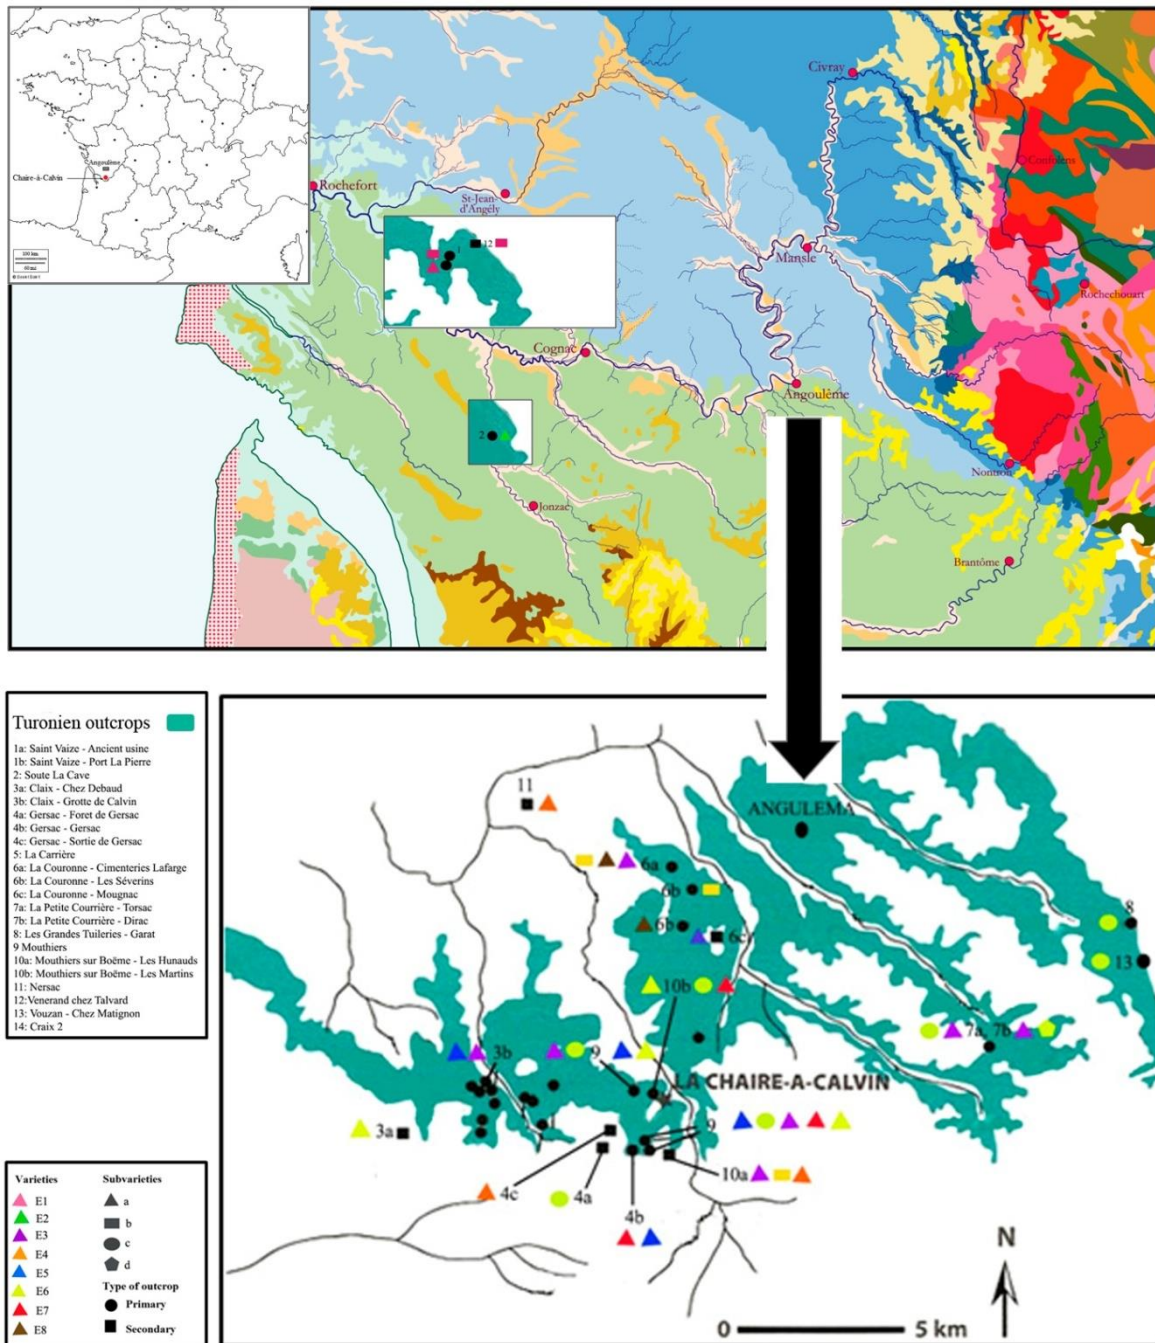 Angoulême
Chaire-à-Calvin
100 km
60 mi
Civray
Confolens
Rochefort
St-Jean-
d'Angély
1
12
Mansle
Rochechouart
Cognac
Angoulême
2
Nontron
Jonzac
Brantôme
Turonien outcrops
1a: Saint Vaize - Ancient usine
1b: Saint Vaize - Port La Pierre
2: Soute La Cave
3a: Claix - Chez Debaud
3b: Claix - Grotte de Calvin
4a: Gersac - Foret de Gersac
4b: Gersac - Gersac
4c: Gersac - Sortie de Gersac
5: La Carrière
6a: La Couronne - Cimenteries Lafarge
6b: La Couronne - Les Séverins
6c: La Couronne - Mougnac
7a: La Petite Courrière - Torsac
7b: La Petite Courrière - Dirac
8: Les Grandes Tuileries - Garat
9 Mouthiers
10a: Mouthiers sur Boëme - Les Hunauds
10b: Mouthiers sur Boëme - Les Martins
11: Nersac
12:Venerand chez Talvard
13: Vouzan - Chez Matignon
14: Craix 2
Varieties
E1
E2
E3
E4
E5
E6
E7
E8
Subvarieties
a
b
c
d
Type of outcrop
Primary
Secondary
11
ANGULEMA
6a
6b
8
6b
6c
13
10b
7a, 7b
3b
9
LA CHAIRE-A-CALVIN
3a
9
10a
4c
4a
4b
N
0
5 km